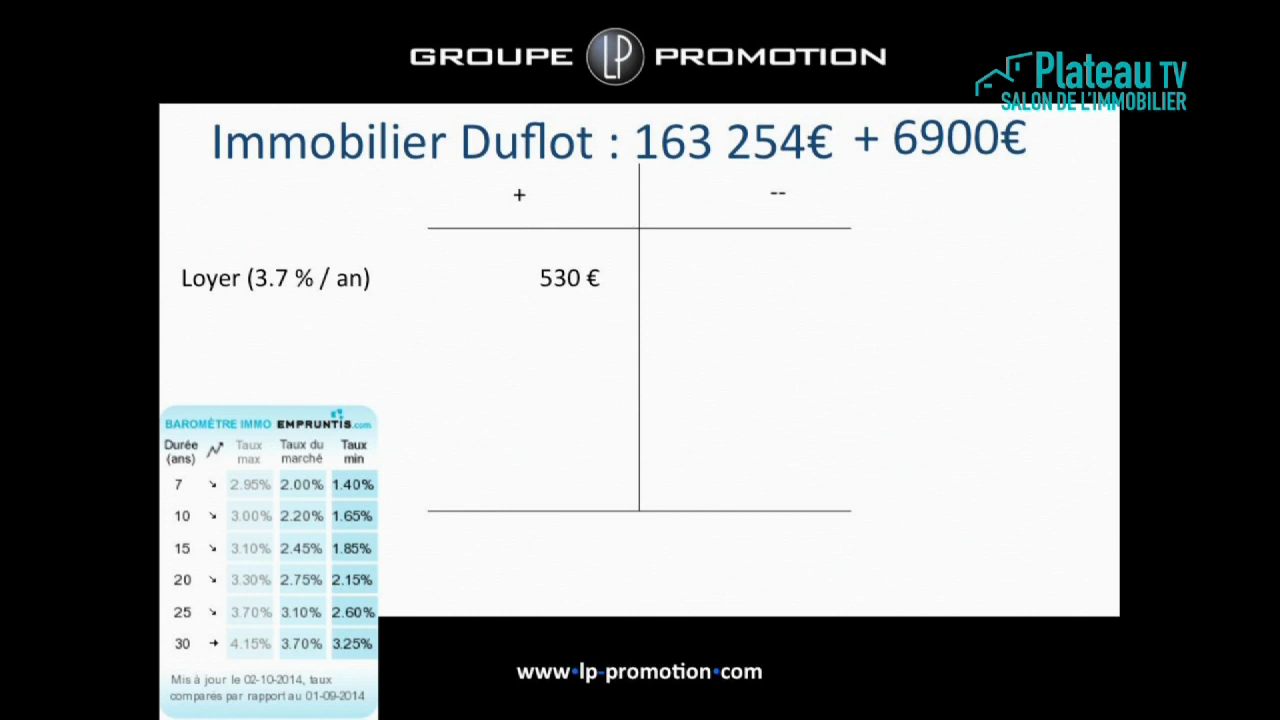 GROUPE LP PROMOTION
Plateau TV
SALON DE L'IMMOBILIER
Immobilier Duflot : 163 254€ + 6900€
+ --
Loyer (3.7 % / an) 530 €
BAROMÈTRE IMMO EMPRUNTIS.com
Durée (ans) Taux max Taux du marché Taux min
7 2.95% 2.00% 1.40%
10 3.00% 2.20% 1.65%
15 3.10% 2.45% 1.85%
20 3.30% 2.75% 2.15%
25 3.70% 3.10% 2.60%
30 4.15% 3.70% 3.25%
Mis à jour le 02-10-2014, taux
comparés par rapport au 01-09-2014
www•lp-promotion•com